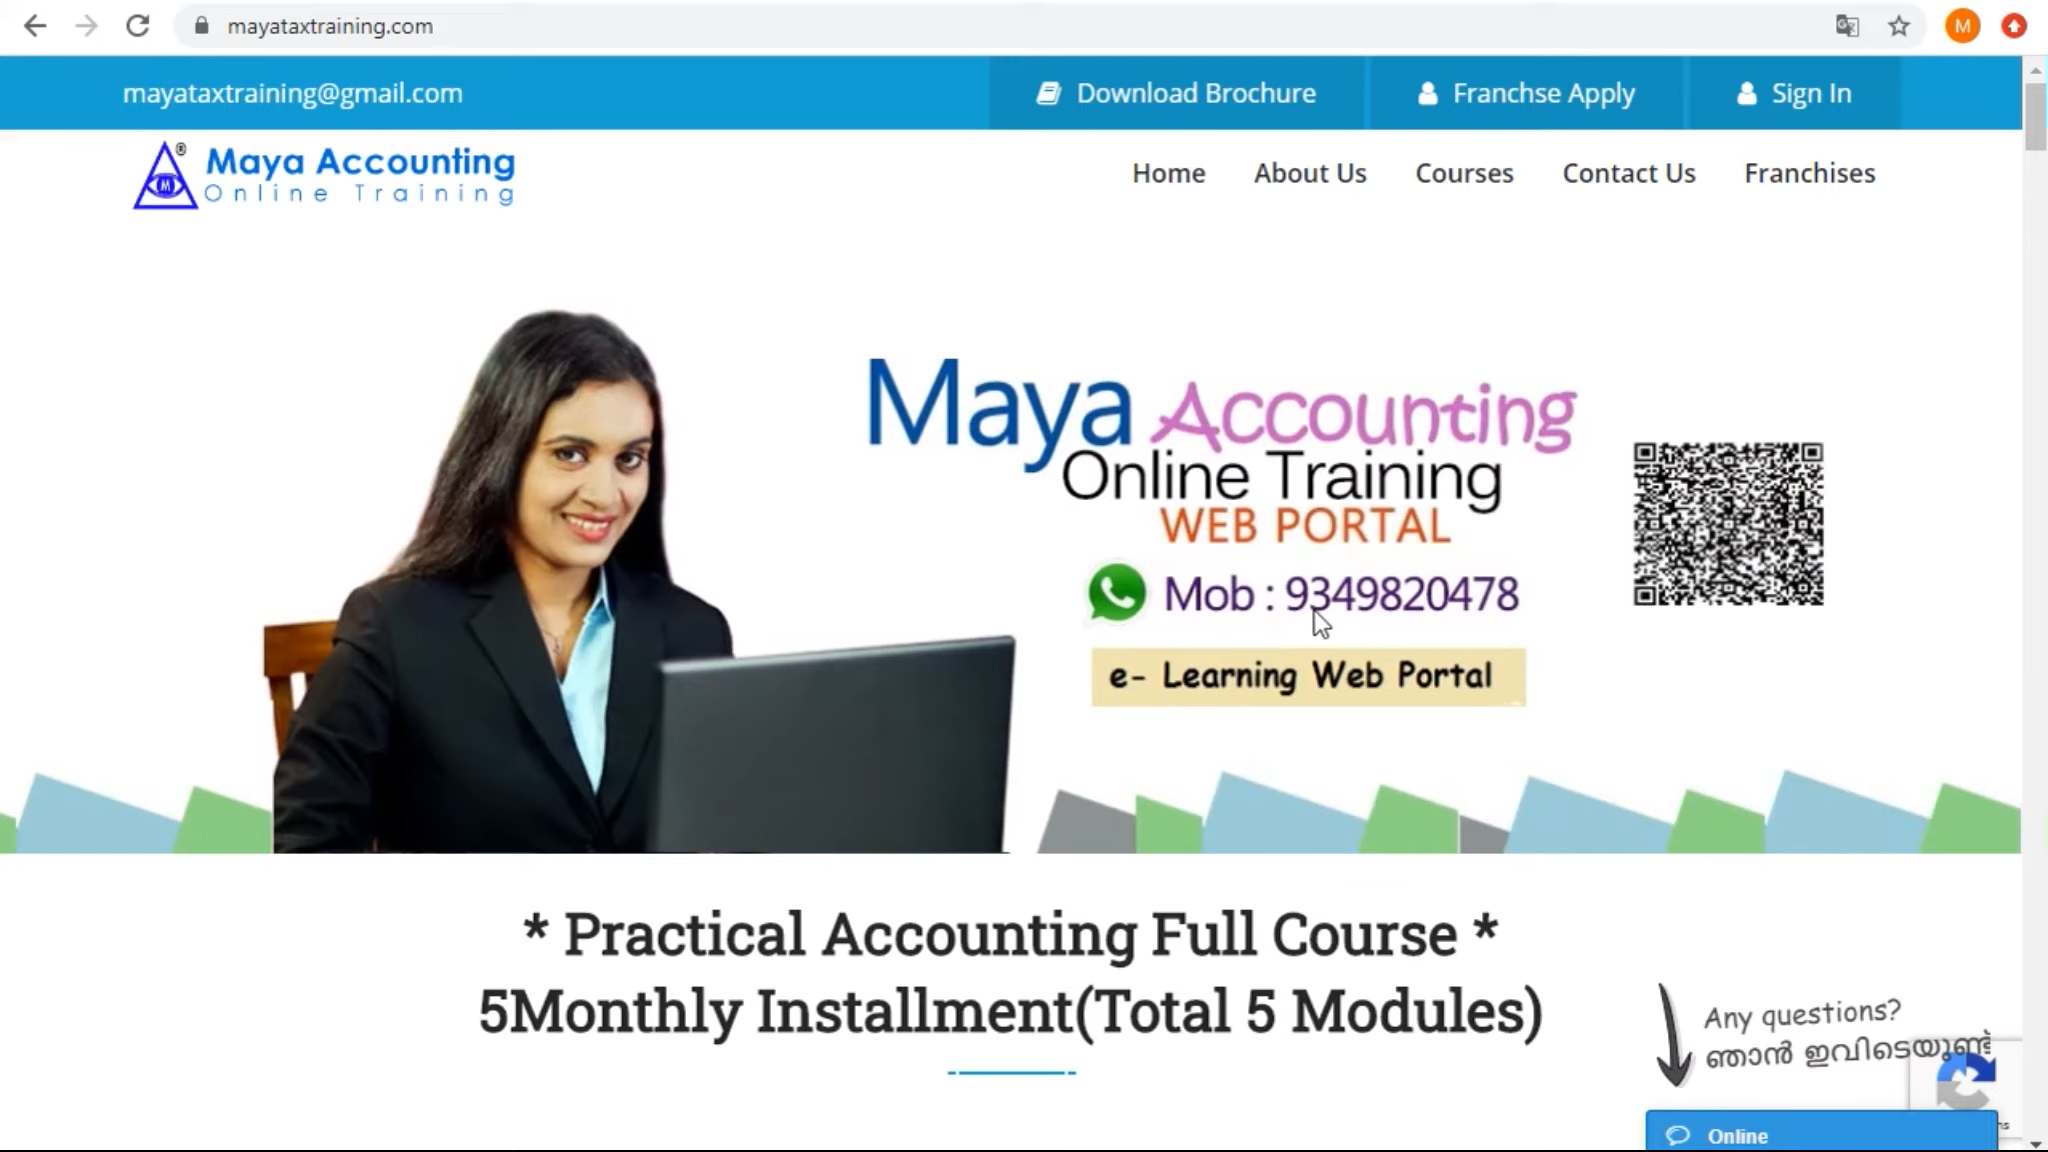 mayataxtraining.com
M
mayataxtraining@gmail.com
Download Brochure
Franchse Apply
Sign In
M
®
Maya Accounting
Online Training
Home
About Us
Courses
Contact Us
Franchises
Maya Accounting
Online Training
WEB PORTAL
Mob : 9349820478
e- Learning Web Portal
* Practical Accounting Full Course *
5Monthly Installment(Total 5 Modules)
Any questions?
ഞാൻ ഇവിടെയുണ്ട്
Online